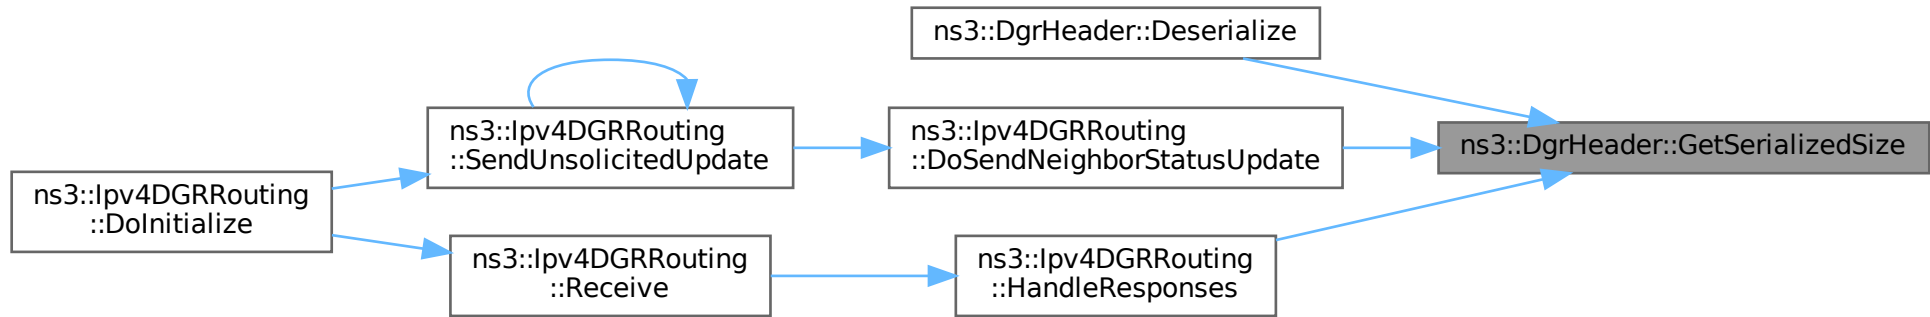 ns3::DgrHeader::Deserialize
ns3::Ipv4DGRRouting
::SendUnsolicitedUpdate
ns3::Ipv4DGRRouting
::DoSendNeighborStatusUpdate
ns3::DgrHeader::GetSerializedSize
ns3::Ipv4DGRRouting
::DoInitialize
ns3::Ipv4DGRRouting
::Receive
ns3::Ipv4DGRRouting
::HandleResponses